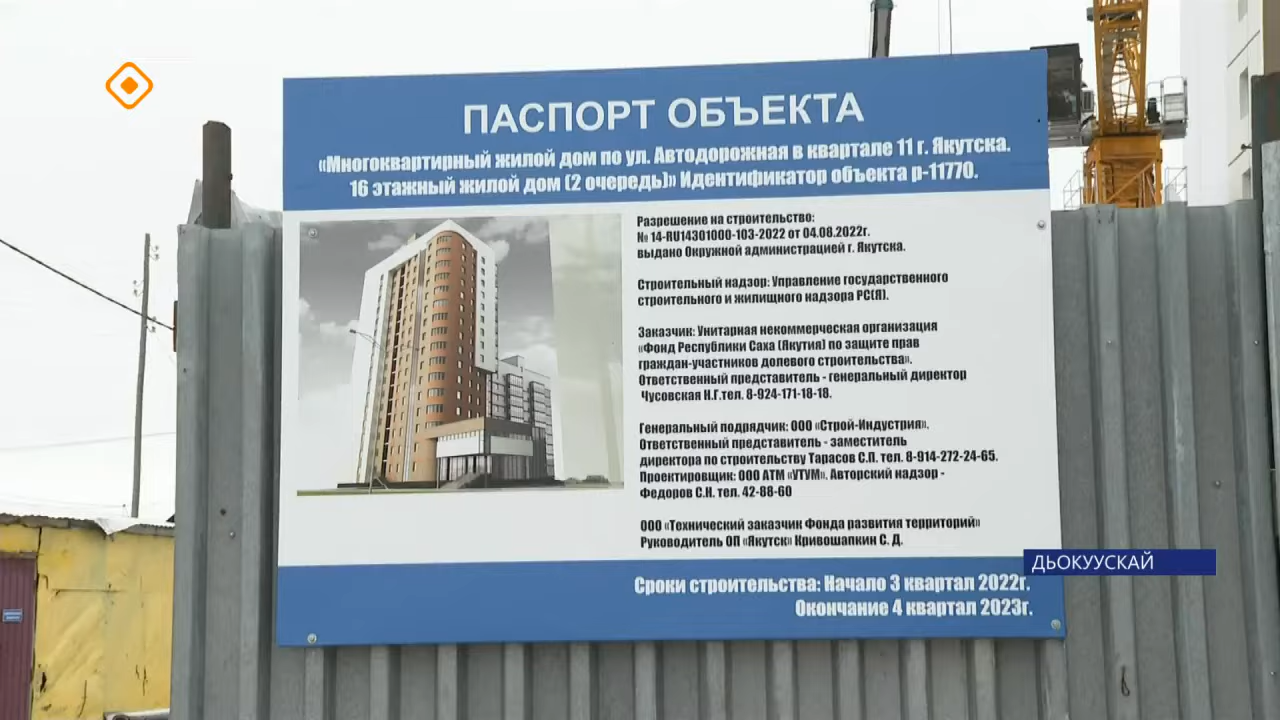 ПАСПОРТ ОБЪЕКТА
«Многоквартирный жилой дом по ул. Автодорожная в квартале 11 г. Якутска.
16 этажный жилой дом (2 очередь)» Идентификатор объекта р-11770.
Разрешение на строительство:
№ 14-RU14301000-103-2022 от 04.08.2022г.
выдано Окружной администрацией г. Якутска.
Строительный надзор: Управление государственного
строительного и жилищного надзора РС(Я).
Заказчик: Унитарная некоммерческая организация
«Фонд Республики Саха (Якутия) по защите прав
граждан-участников долевого строительства».
Ответственный представитель - генеральный директор
Чусовская Н.Г.тел. 8-924-171-18-18.
Генеральный подрядчик: ООО «Строй-Индустрия».
Ответственный представитель - заместитель
директора по строительству Тарасов С.П. тел. 8-914-272-24-65.
Проектировщик: ООО АТМ «УТУМ». Авторский надзор -
Федоров С.Н. тел. 42-88-60
ООО «Технический заказчик Фонда развития территорий»
Руководитель ОП «Якутск» Кривошапкин С. Д.
ДЬОКУУСКАЙ
Сроки строительства: Начало 3 квартал 2022г.
Окончание 4 квартал 2023г.